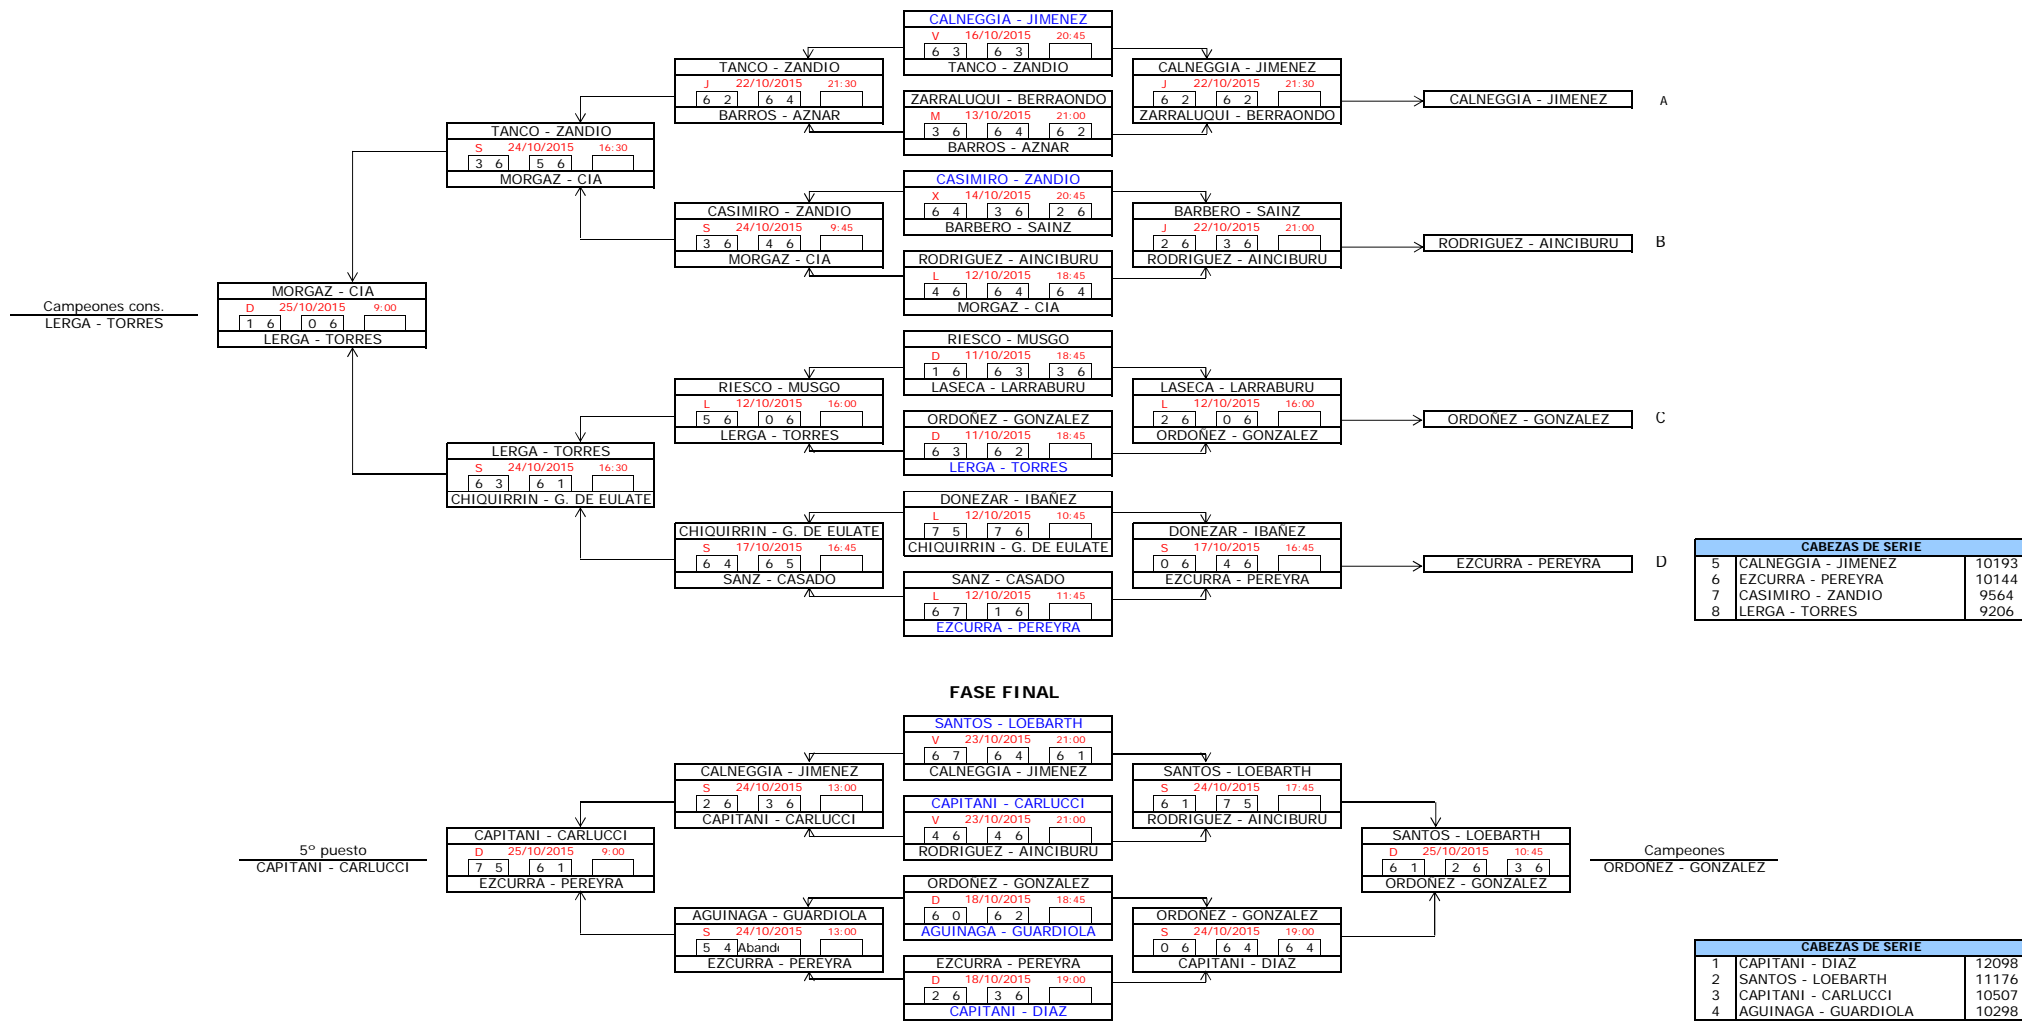 CALNEGGIA - JIMENEZ
V 16/10/2015 20:45
6 3 6 3
TANCO - ZANDIO
TANCO - ZANDIO
J 22/10/2015 21:30
6 2 6 4
BARROS - AZNAR
CALNEGGIA - JIMENEZ
J 22/10/2015 21:30
6 2 6 2
ZARRALUQUI - BERRAONDO
CALNEGGIA - JIMENEZ A
ZARRALUQUI - BERRAONDO
M 13/10/2015 21:00
3 6 6 4 6 2
BARROS - AZNAR
TANCO - ZANDIO
S 24/10/2015 16:30
3 6 5 6
MORGAZ - CIA
CASIMIRO - ZANDIO
X 14/10/2015 20:45
6 4 3 6 2 6
BARBERO - SAINZ
CASIMIRO - ZANDIO
S 24/10/2015 9:45
3 6 4 6
MORGAZ - CIA
BARBERO - SAINZ
J 22/10/2015 21:00
2 6 3 6
RODRIGUEZ - AINCIBURU
RODRIGUEZ - AINCIBURU B
RODRIGUEZ - AINCIBURU
L 12/10/2015 18:45
4 6 6 4 6 4
MORGAZ - CIA
Campeones cons.
LERGA - TORRES
MORGAZ - CIA
D 25/10/2015 9:00
1 6 0 6
LERGA - TORRES
RIESCO - MUSGO
D 11/10/2015 18:45
1 6 6 3 3 6
LASECA - LARRABURU
RIESCO - MUSGO
L 12/10/2015 16:00
5 6 0 6
LERGA - TORRES
LASECA - LARRABURU
L 12/10/2015 16:00
2 6 0 6
ORDOÑEZ - GONZALEZ
ORDOÑEZ - GONZALEZ C
ORDOÑEZ - GONZALEZ
D 11/10/2015 18:45
6 3 6 2
LERGA - TORRES
LERGA - TORRES
S 24/10/2015 16:30
6 3 6 1
CHIQUIRRIN - G. DE EULATE
DONEZAR - IBAÑEZ
L 12/10/2015 10:45
7 5 7 6
CHIQUIRRIN - G. DE EULATE
CHIQUIRRIN - G. DE EULATE
S 17/10/2015 16:45
6 4 6 5
SANZ - CASADO
DONEZAR - IBAÑEZ
S 17/10/2015 16:45
0 6 4 6
EZCURRA - PEREYRA
EZCURRA - PEREYRA D
SANZ - CASADO
L 12/10/2015 11:45
6 7 1 6
EZCURRA - PEREYRA
CABEZAS DE SERIE
5 CALNEGGIA - JIMENEZ 10193
6 EZCURRA - PEREYRA 10144
7 CASIMIRO - ZANDIO 9564
8 LERGA - TORRES 9206
FASE FINAL
SANTOS - LOEBARTH
V 23/10/2015 21:00
6 7 6 4 6 1
CALNEGGIA - JIMENEZ
CALNEGGIA - JIMENEZ
S 24/10/2015 13:00
2 6 3 6
CAPITANI - CARLUCCI
SANTOS - LOEBARTH
S 24/10/2015 17:45
6 1 7 5
RODRIGUEZ - AINCIBURU
CAPITANI - CARLUCCI
V 23/10/2015 21:00
4 6 4 6
RODRIGUEZ - AINCIBURU
5º puesto
CAPITANI - CARLUCCI
CAPITANI - CARLUCCI
D 25/10/2015 9:00
7 5 6 1
EZCURRA - PEREYRA
SANTOS - LOEBARTH
D 25/10/2015 10:45
6 1 2 6 3 6
ORDOÑEZ - GONZALEZ
Campeones
ORDOÑEZ - GONZALEZ
ORDOÑEZ - GONZALEZ
D 18/10/2015 18:45
6 0 6 2
AGUINAGA - GUARDIOLA
AGUINAGA - GUARDIOLA
S 24/10/2015 13:00
5 4
EZCURRA - PEREYRA
ORDOÑEZ - GONZALEZ
S 24/10/2015 19:00
0 6 6 4 6 4
CAPITANI - DIAZ
EZCURRA - PEREYRA
D 18/10/2015 19:00
2 6 3 6
CAPITANI - DIAZ
CABEZAS DE SERIE
1 CAPITANI - DIAZ 12098
2 SANTOS - LOEBARTH 11176
3 CAPITANI - CARLUCCI 10507
4 AGUINAGA - GUARDIOLA 10298